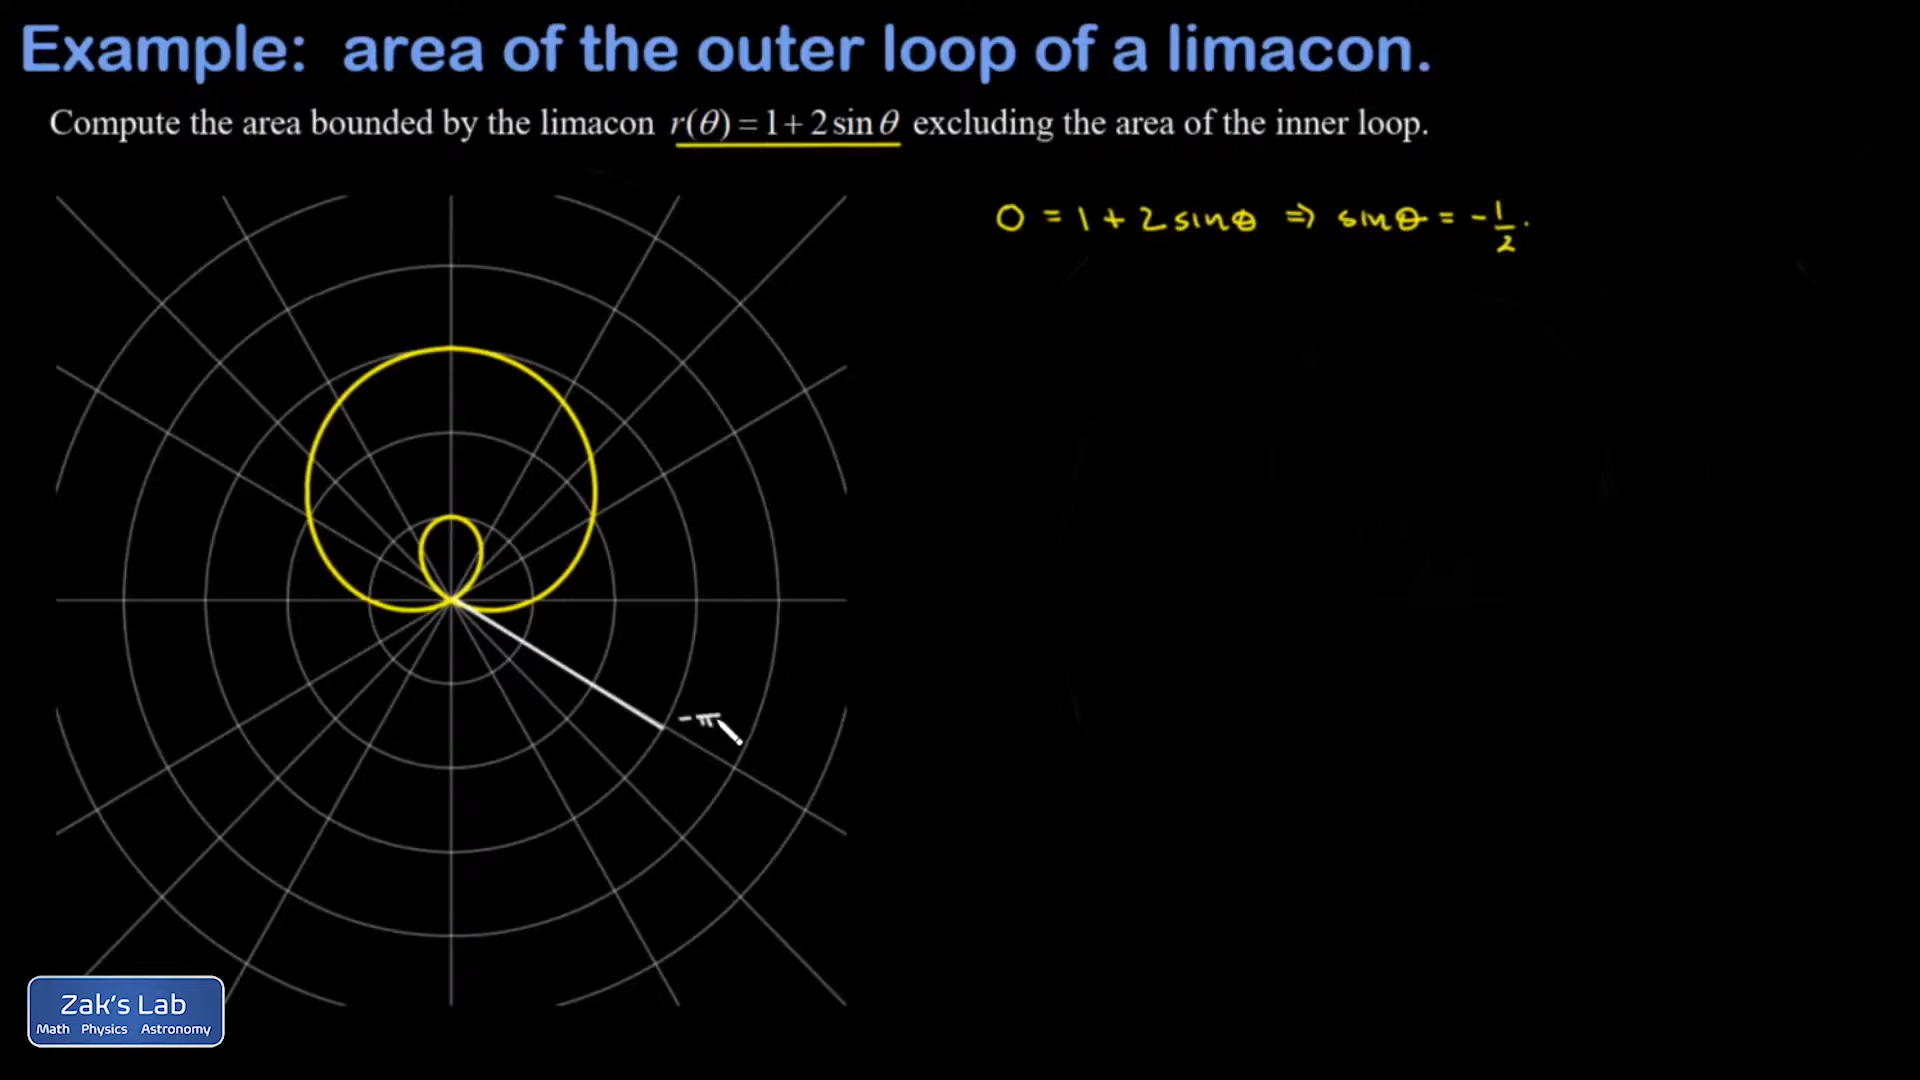 Example: area of the outer loop of a limacon.
Compute the area bounded by the limacon r(θ) = 1 + 2 sin θ excluding the area of the inner loop.
0 = 1 + 2 sinθ ⇒ sinθ = -1/2.
-π
Zak's Lab
Math Physics Astronomy